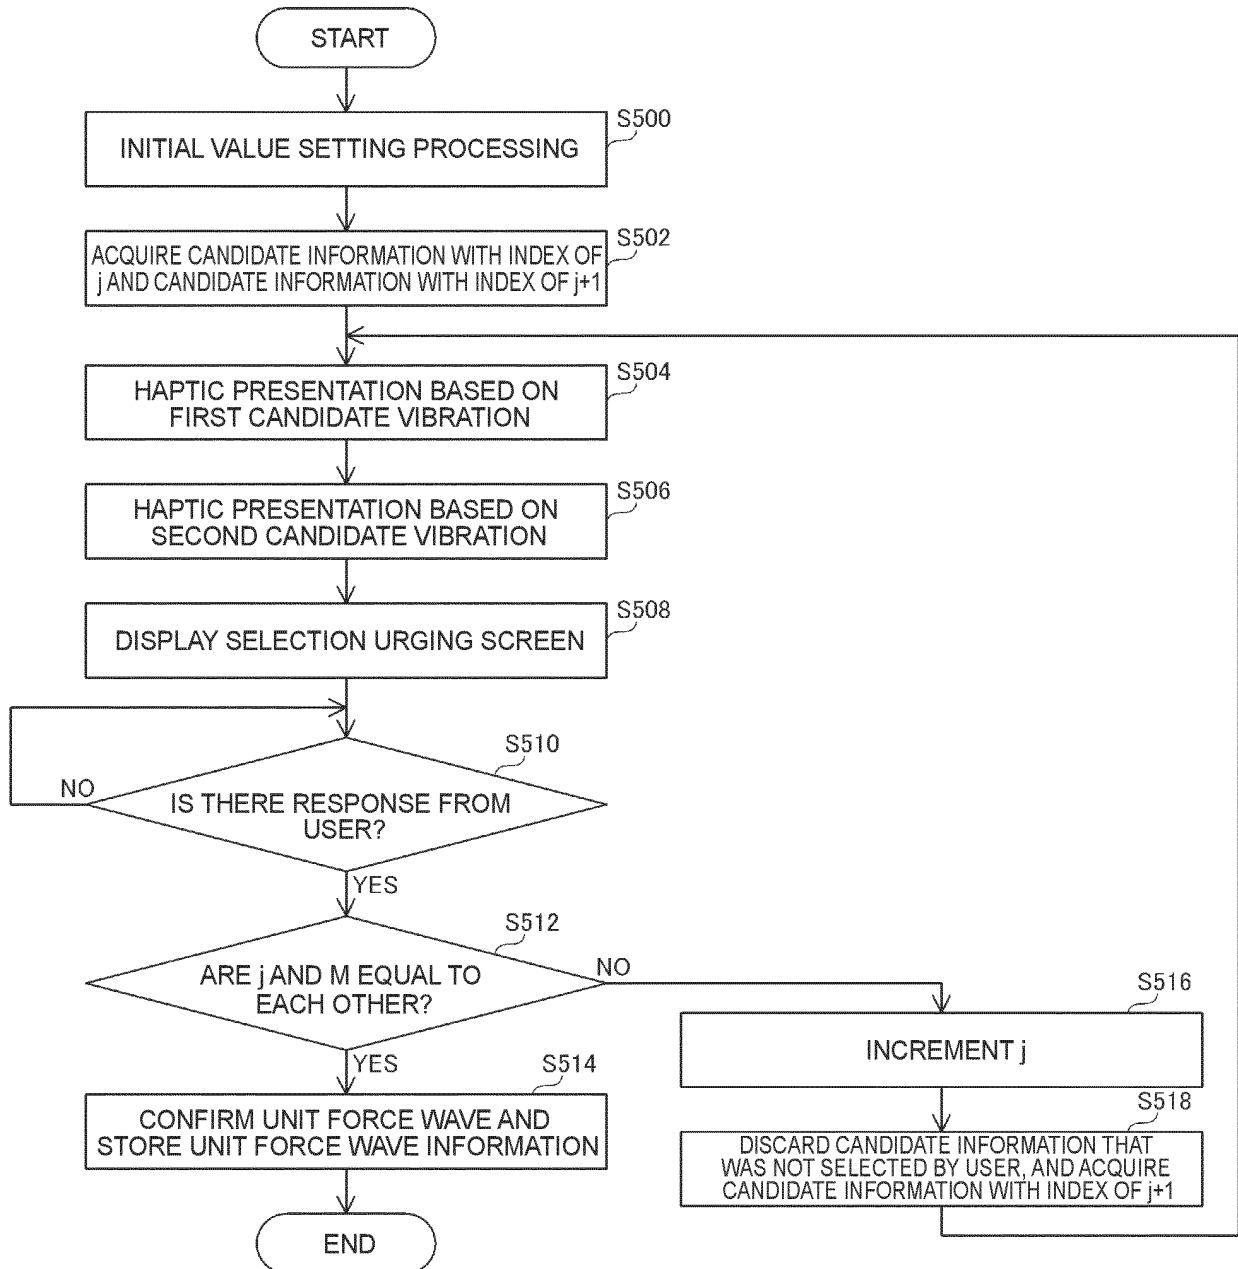 START
S500
INITIAL VALUE SETTING PROCESSING
S502
ACQUIRE CANDIDATE INFORMATION WITH INDEX OF
j AND CANDIDATE INFORMATION WITH INDEX OF j+1
S504
HAPTIC PRESENTATION BASED ON
FIRST CANDIDATE VIBRATION
S506
HAPTIC PRESENTATION BASED ON
SECOND CANDIDATE VIBRATION
S508
DISPLAY SELECTION URGING SCREEN
S510
NO
IS THERE RESPONSE FROM
USER?
YES
S512
NO
ARE j AND M EQUAL TO
EACH OTHER?
YES
S516
INCREMENT j
S514
CONFIRM UNIT FORCE WAVE AND
STORE UNIT FORCE WAVE INFORMATION
S518
DISCARD CANDIDATE INFORMATION THAT
WAS NOT SELECTED BY USER, AND ACQUIRE
CANDIDATE INFORMATION WITH INDEX OF j+1
END